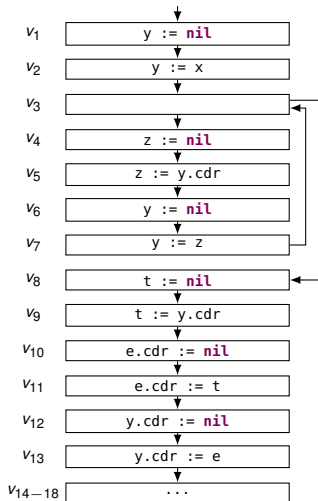 v1 y := nil
v2 y := x
v3
v4 z := nil
v5 z := y.cdr
v6 y := nil
v7 y := z
v8 t := nil
v9 t := y.cdr
v10 e.cdr := nil
v11 e.cdr := t
v12 y.cdr := nil
v13 y.cdr := e
v14−18 ...